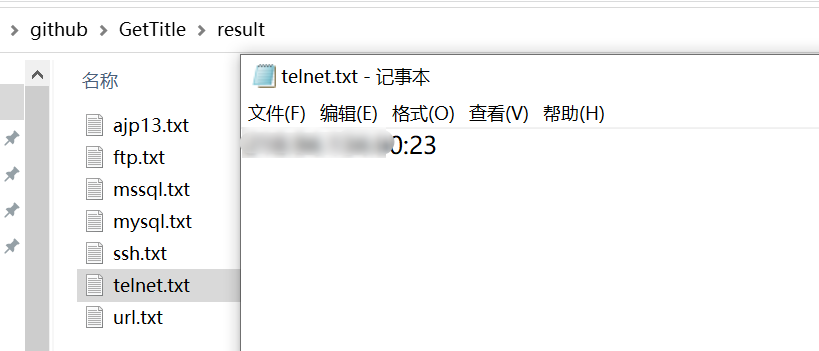 github > GetTitle > result
名称
ajp13.txt
ftp.txt
mssql.txt
mysql.txt
ssh.txt
telnet.txt
url.txt
telnet.txt - 记事本
文件(F) 编辑(E) 格式(O) 查看(V) 帮助(H)
0:23